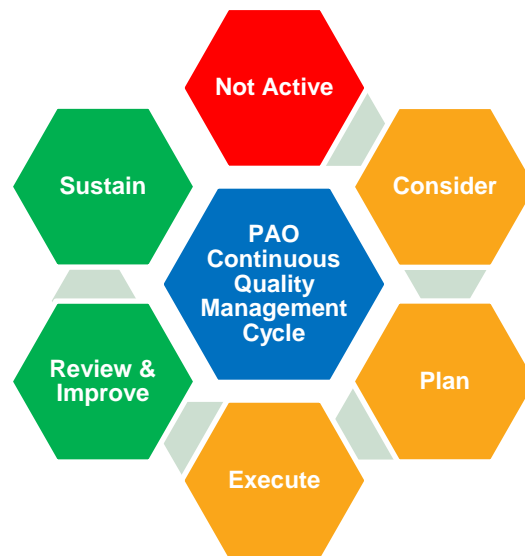 Not Active
Sustain
Consider
PAO
Continuous
Quality
Management
Cycle
Review &
Improve
Plan
Execute